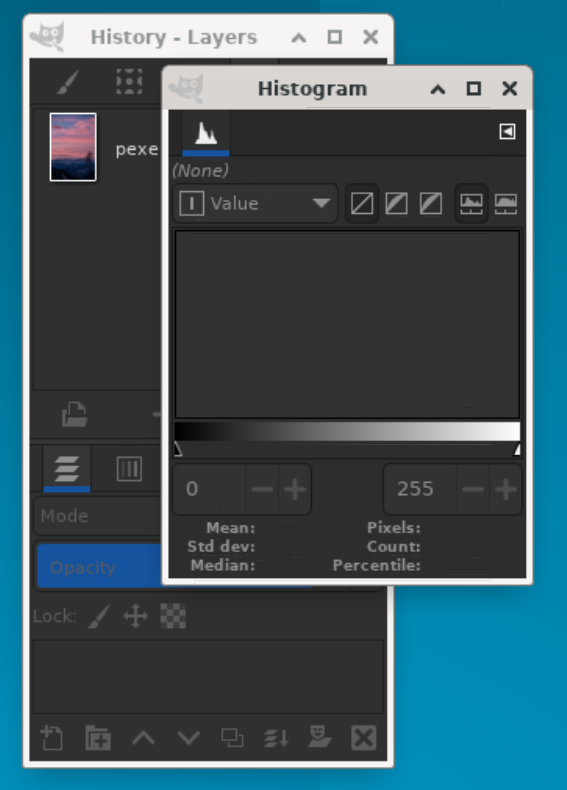 History - Layers
Histogram
pexe
(None)
Value
0
255
Mode
Mean:
Pixels:
Std dev:
Count:
Median:
Percentile:
Opacity
Lock: